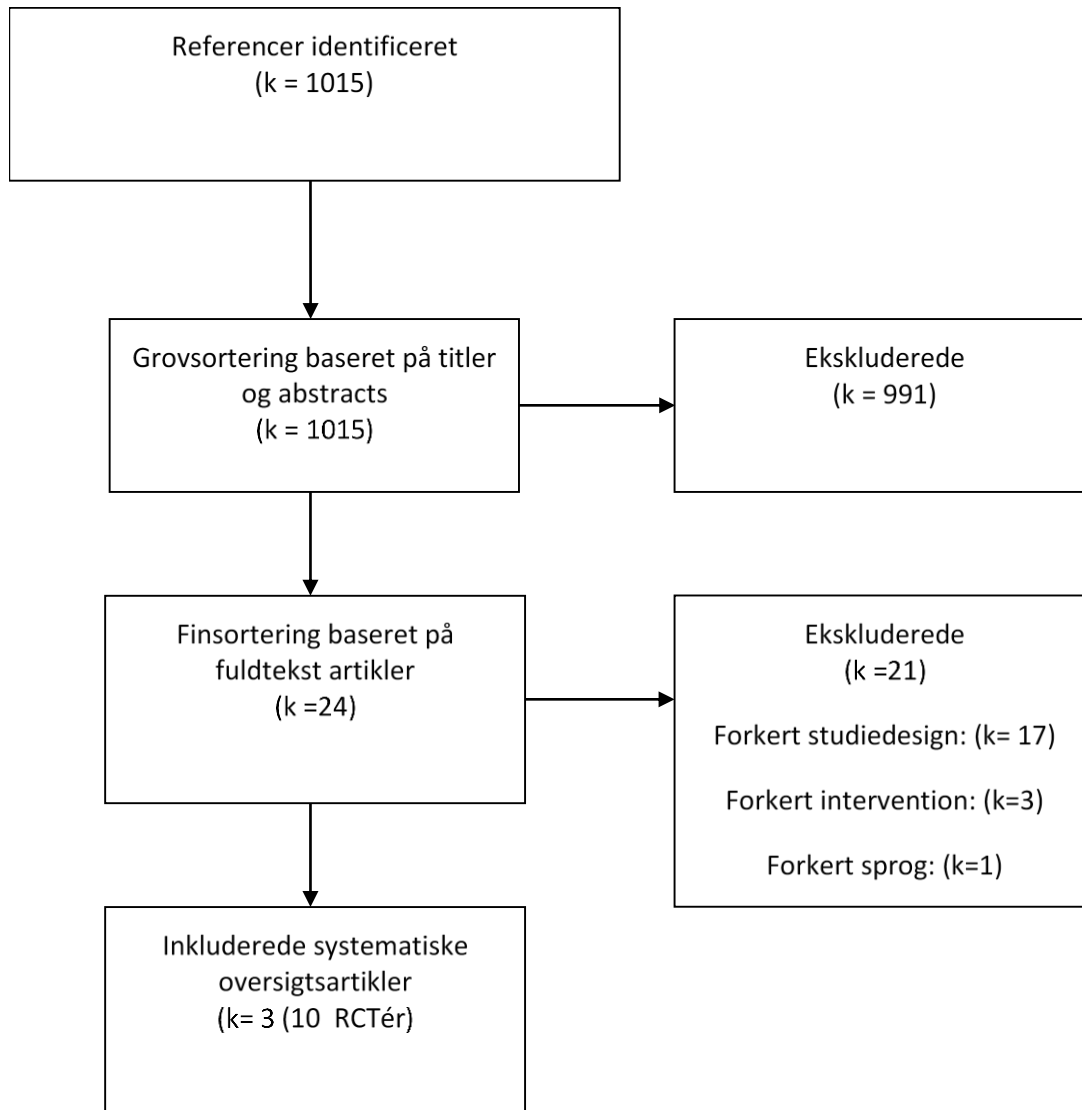 Referencer identificeret
(k = 1015)
Grovsortering baseret på titler
og abstracts
(k = 1015)
Ekskluderede
(k = 991)
Finsortering baseret på
fuldtekst artikler
(k =24)
Ekskluderede
(k =21)
Forkert studiedesign: (k= 17)
Forkert intervention: (k=3)
Forkert sprog: (k=1)
Inkluderede systematiske
oversigtsartikler
(k= 3 (10  RCTér)